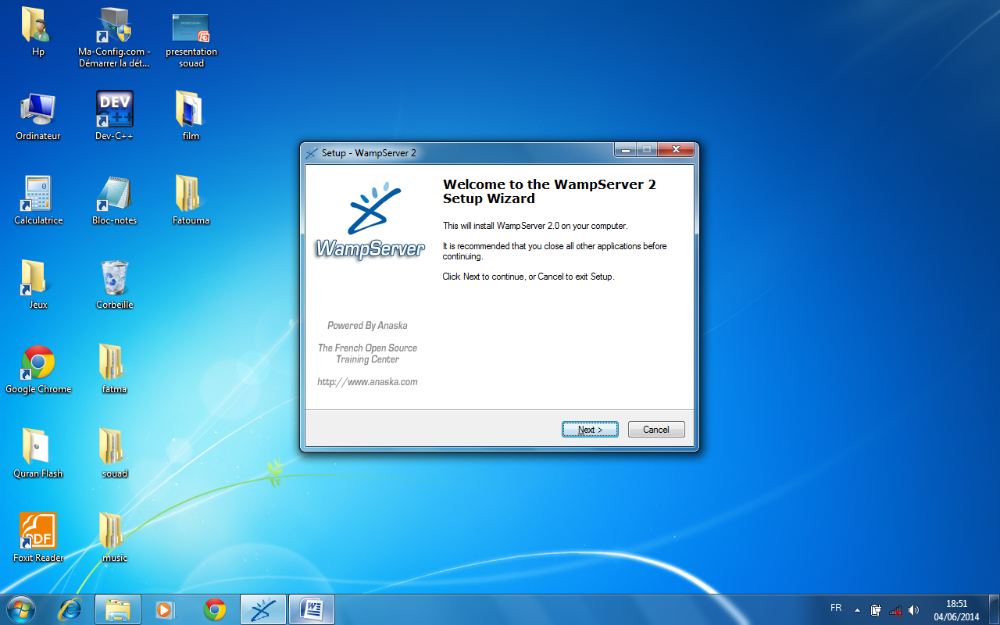 Hp
Ma-Config.com -
Démarrer la dét...
presentation
souad
Ordinateur
DEV
C++
Dev-C++
film
Calculatrice
Bloc-notes
Fatouma
Jeux
Corbeille
Google Chrome
fatma
Quran Flash
souad
PDF
Foxit Reader
music
Setup - WampServer 2
WampServer
Powered By Anaska
The French Open Source
Training Center
http://www.anaska.com
Welcome to the WampServer 2
Setup Wizard
This will install WampServer 2.0 on your computer.
It is recommended that you close all other applications before
continuing.
Click Next to continue, or Cancel to exit Setup.
Next >
Cancel
FR
18:51
04/06/2014